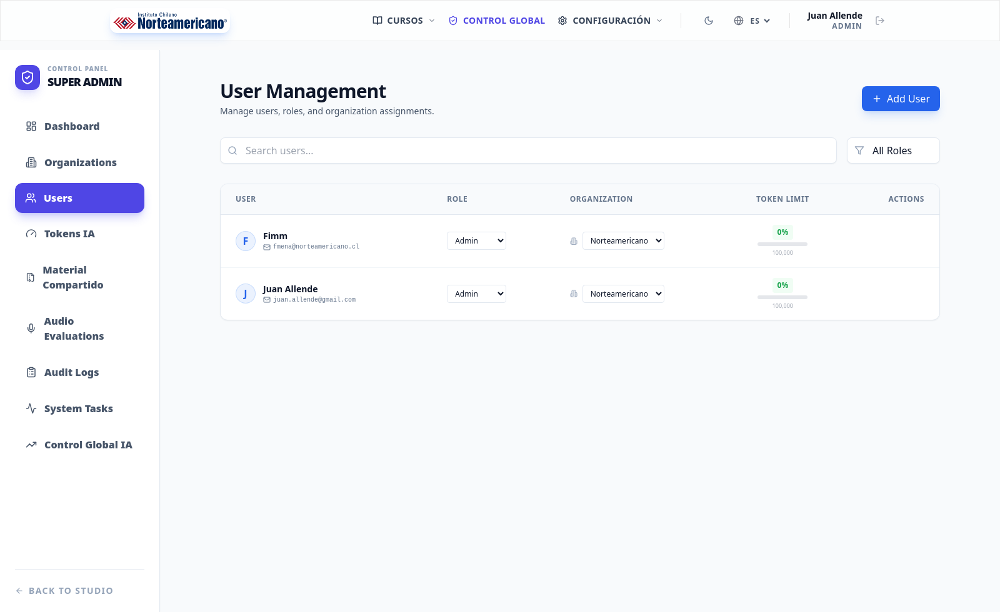 Instituto Chileno
Norteamericano®
CURSOS
CONTROL GLOBAL
CONFIGURACIÓN
ES
Juan Allende
ADMIN
CONTROL PANEL
SUPER ADMIN
Dashboard
Organizations
Users
Tokens IA
Material
Compartido
Audio
Evaluations
Audit Logs
System Tasks
Control Global IA
BACK TO STUDIO
User Management
Manage users, roles, and organization assignments.
Add User
Search users...
All Roles
USER ROLE ORGANIZATION TOKEN LIMIT ACTIONS
F
Fimm
fmena@norteamericano.cl
Admin
Norteamericano
0%
100,000
J
Juan Allende
juan.allende@gmail.com
Admin
Norteamericano
0%
100,000